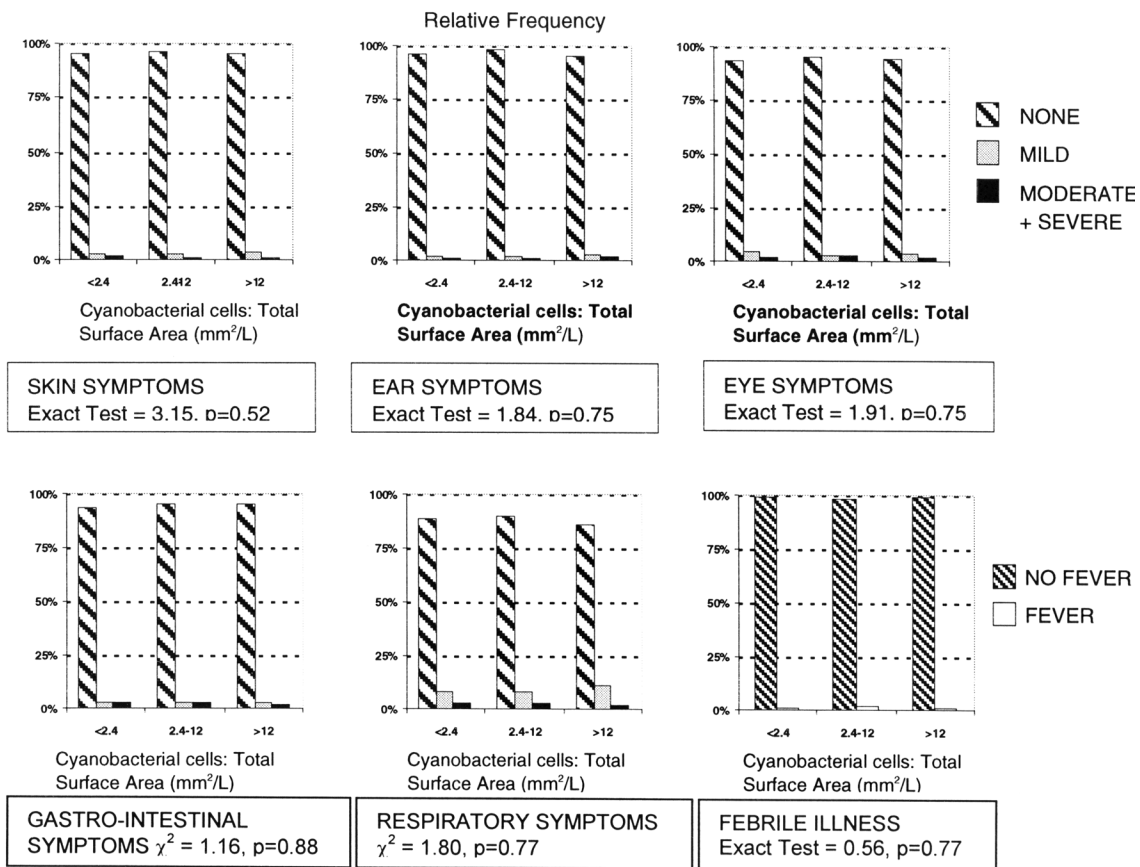 Relative Frequency
100%
75%
50%
25%
0%
<2.4
2.4-12
>12
Cyanobacterial cells: Total
Surface Area (mm²/L)
SKIN SYMPTOMS
Exact Test = 3.15, p=0.52
100%
75%
50%
25%
0%
<2.4
2.4-12
>12
Cyanobacterial cells: Total
Surface Area (mm²/L)
EAR SYMPTOMS
Exact Test = 1.84, p=0.75
100%
75%
50%
25%
0%
<2.4
2.4-12
>12
Cyanobacterial cells: Total
Surface Area (mm²/L)
EYE SYMPTOMS
Exact Test = 1.91, p=0.75
NONE
MILD
MODERATE
+ SEVERE
100%
75%
50%
25%
0%
<2.4
2.4-12
>12
Cyanobacterial cells: Total
Surface Area (mm²/L)
GASTRO-INTESTINAL
SYMPTOMS χ² = 1.16, p=0.88
100%
75%
50%
25%
0%
<2.4
2.4-12
>12
Cyanobacterial cells: Total
Surface Area (mm²/L)
RESPIRATORY SYMPTOMS
χ² = 1.80, p=0.77
100%
75%
50%
25%
0%
<2.4
2.4-12
>12
Cyanobacterial cells: Total
Surface Area (mm²/L)
FEBRILE ILLNESS
Exact Test = 0.56, p=0.77
NO FEVER
FEVER